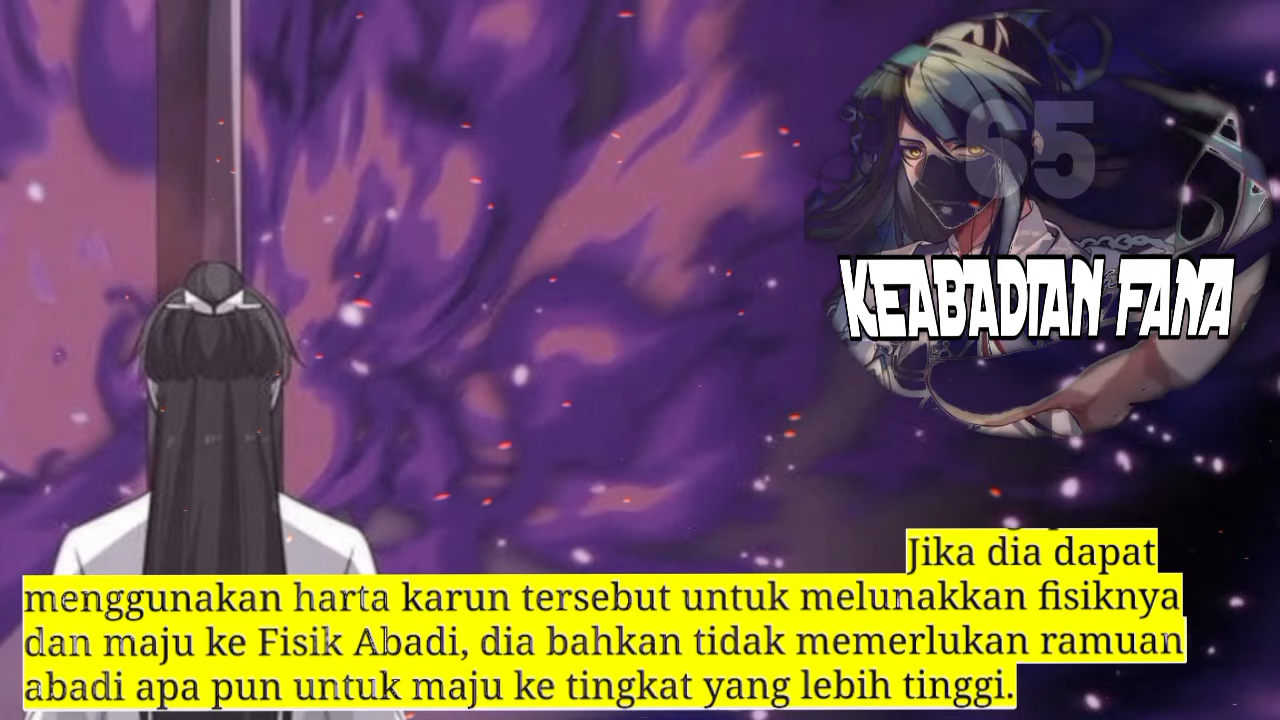 65
KEABADIAN FANA
Jika dia dapat
menggunakan harta karun tersebut untuk melunakkan fisiknya
dan maju ke Fisik Abadi, dia bahkan tidak memerlukan ramuan
abadi apa pun untuk maju ke tingkat yang lebih tinggi.